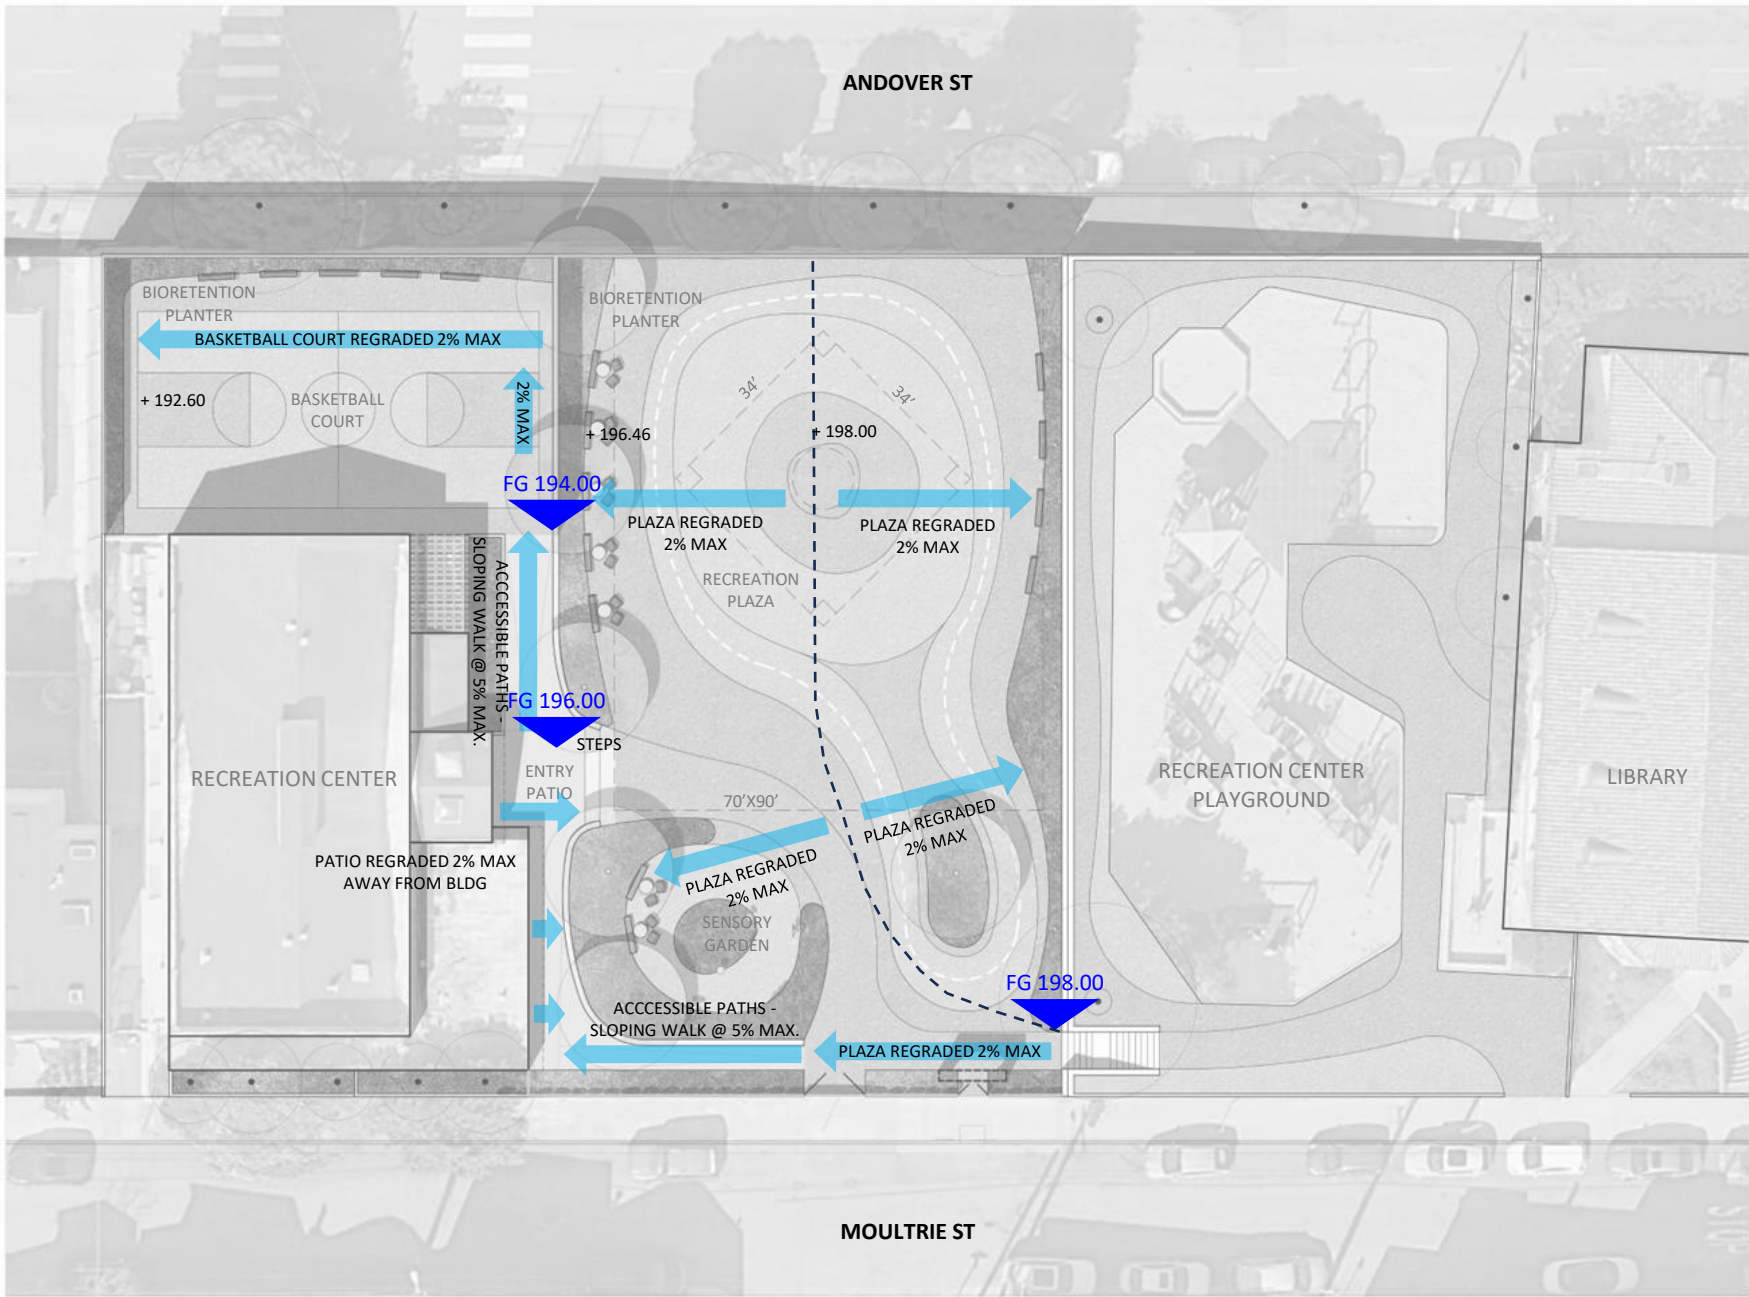 ANDOVER ST
BIORETENTION
PLANTER
BASKETBALL COURT REGRADED 2% MAX
+ 192.60
BASKETBALL
COURT
2% MAX
BIORETENTION
PLANTER
34'
34'
+ 196.46
+ 198.00
FG 194.00
PLAZA REGRADED
2% MAX
PLAZA REGRADED
2% MAX
RECREATION
PLAZA
ACCCESSIBLE PATHS -
SLOPING WALK @ 5% MAX.
FG 196.00
STEPS
ENTRY
PATIO
RECREATION CENTER
70'X90'
PATIO REGRADED 2% MAX
AWAY FROM BLDG
PLAZA REGRADED
2% MAX
PLAZA REGRADED
2% MAX
SENSORY
GARDEN
RECREATION CENTER
PLAYGROUND
LIBRARY
FG 198.00
ACCCESSIBLE PATHS -
SLOPING WALK @ 5% MAX.
PLAZA REGRADED 2% MAX
MOULTRIE ST
STOP